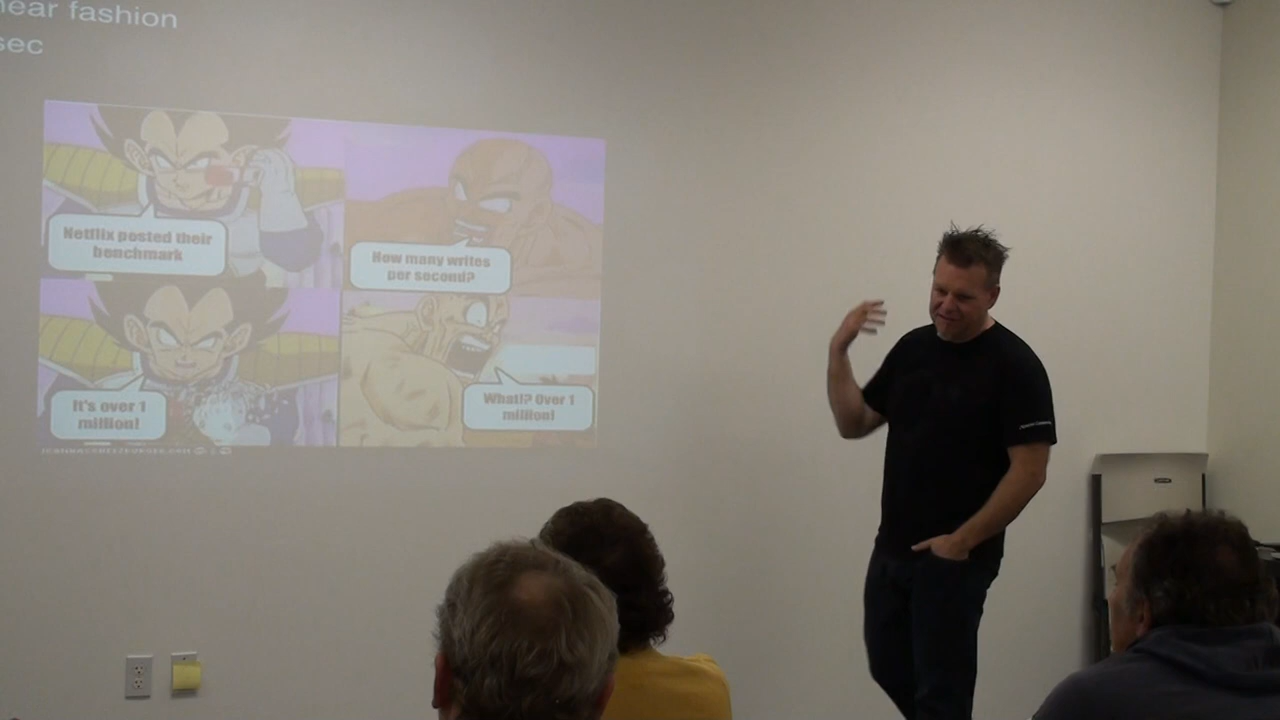 near fashion
sec
Netflix posted their
benchmark
How many writes
per second?
It's over 1
million!
What!? Over 1
million!